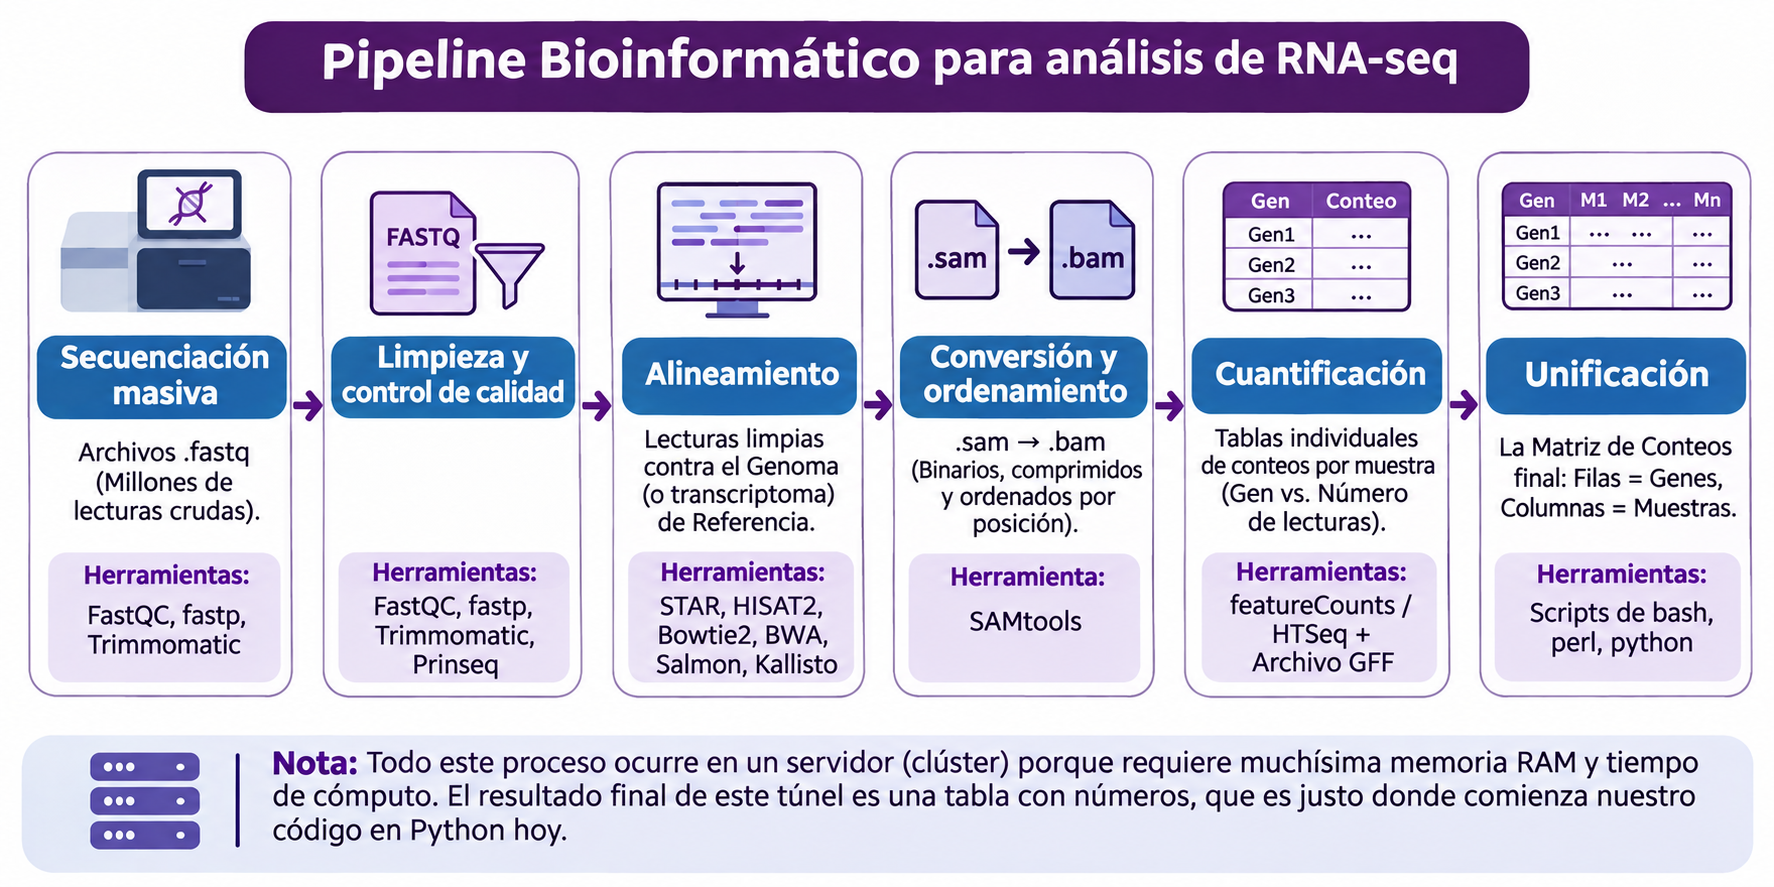 Pipeline Bioinformático para análisis de RNA-seq
FASTQ
.sam → .bam
Gen Conteo
Gen1 ...
Gen2 ...
Gen3 ...
Gen M1 M2 ... Mn
Gen1 ... ... ...
Gen2 ... ...
Gen3 ... ...
Secuenciación
masiva
Archivos .fastq
(Millones de
lecturas crudas).
Herramientas:
FastQC, fastp,
Trimmomatic
Limpieza y
control de calidad
Herramientas:
FastQC, fastp,
Trimmomatic,
Prinseq
Alineamiento
Lecturas limpias
contra el Genoma
(o transcriptoma)
de Referencia.
Herramientas:
STAR, HISAT2,
Bowtie2, BWA,
Salmon, Kallisto
Conversión y
ordenamiento
.sam → .bam
(Binarios, comprimidos
y ordenados por
posición).
Herramienta:
SAMtools
Cuantificación
Tablas individuales
de conteos por muestra
(Gen vs. Número
de lecturas).
Herramientas:
featureCounts /
HTSeq +
Archivo GFF
Unificación
La Matriz de Conteos
final: Filas = Genes,
Columnas = Muestras.
Herramientas:
Scripts de bash,
perl, python
Nota: Todo este proceso ocurre en un servidor (clúster) porque requiere muchísima memoria RAM y tiempo
de cómputo. El resultado final de este túnel es una tabla con números, que es justo donde comienza nuestro
código en Python hoy.